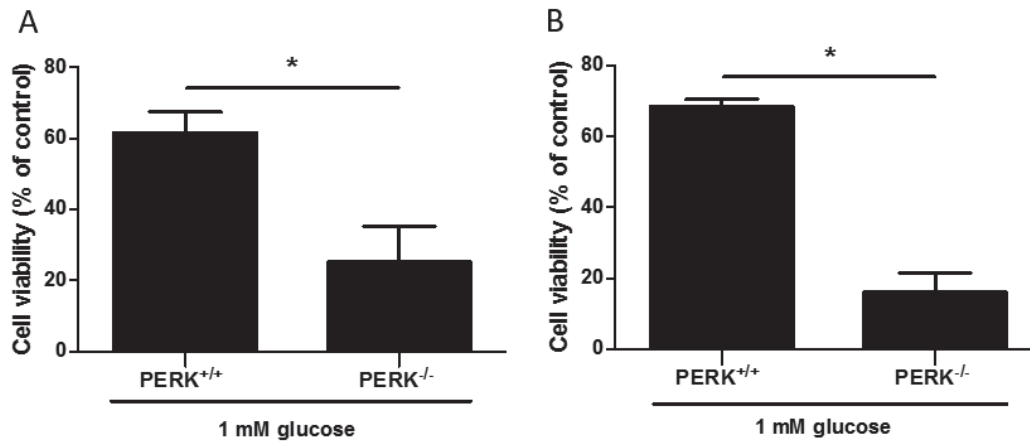 A
Cell viability (% of control)
80
60
40
20
0
*
PERK+/+
PERK-/-
1 mM glucose
B
Cell viability (% of control)
80
60
40
20
0
*
PERK+/+
PERK-/-
1 mM glucose